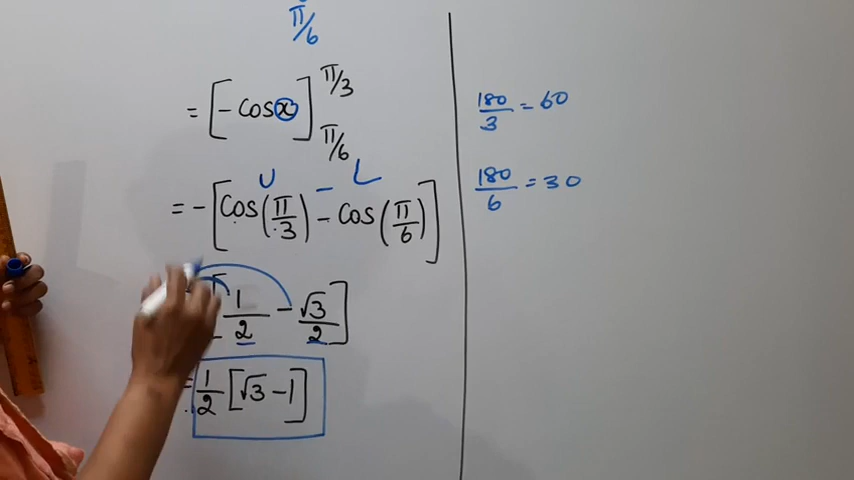 π/6
= [-cosx]
π/3
π/6
U - L
= -[cos(π/3) - cos(π/6)]
[1/2 - √3/2]
= 1/2 [√3 - 1]
180/3 = 60
180/6 = 30